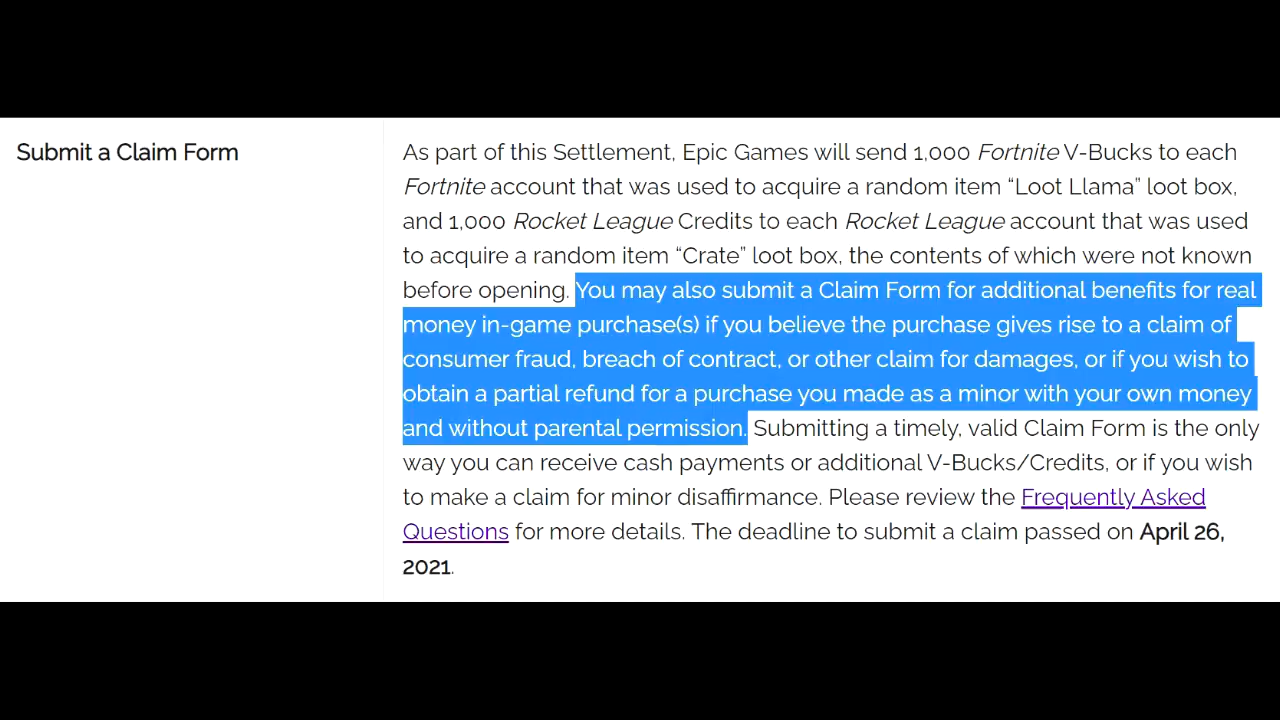 Submit a Claim Form
As part of this Settlement, Epic Games will send 1,000 Fortnite V-Bucks to each
Fortnite account that was used to acquire a random item “Loot Llama” loot box,
and 1,000 Rocket League Credits to each Rocket League account that was used
to acquire a random item “Crate” loot box, the contents of which were not known
before opening. You may also submit a Claim Form for additional benefits for real
money in-game purchase(s) if you believe the purchase gives rise to a claim of
consumer fraud, breach of contract, or other claim for damages, or if you wish to
obtain a partial refund for a purchase you made as a minor with your own money
and without parental permission. Submitting a timely, valid Claim Form is the only
way you can receive cash payments or additional V-Bucks/Credits, or if you wish
to make a claim for minor disaffirmance. Please review the Frequently Asked
Questions for more details. The deadline to submit a claim passed on April 26,
2021.